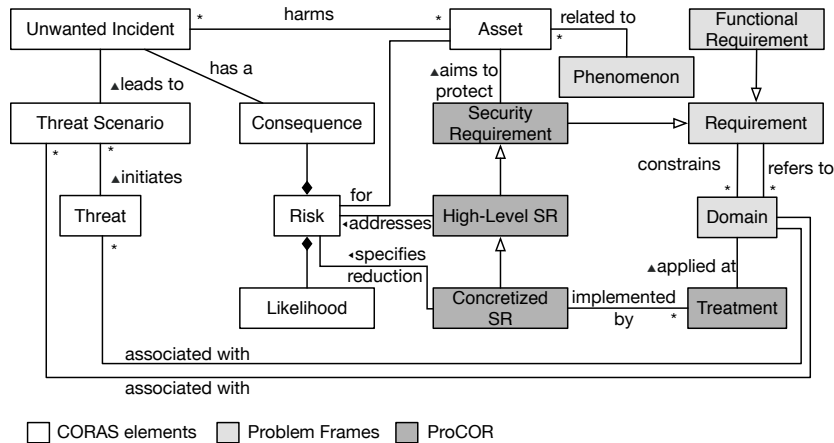 Unwanted Incident
*
harms
*
Asset
related to
*
Functional
Requirement
Phenomenon
has a
▲leads to
▲aims to
protect
Threat Scenario
*
*
Consequence
Security
Requirement
Requirement
▲initiates
constrains
*
refers to
*
Threat
*
Risk
for
◂addresses
High-Level SR
Domain
◂specifies
reduction
▲applied at
Likelihood
Concretized
SR
implemented
by
*
Treatment
associated with
associated with
CORAS elements
Problem Frames
ProCOR